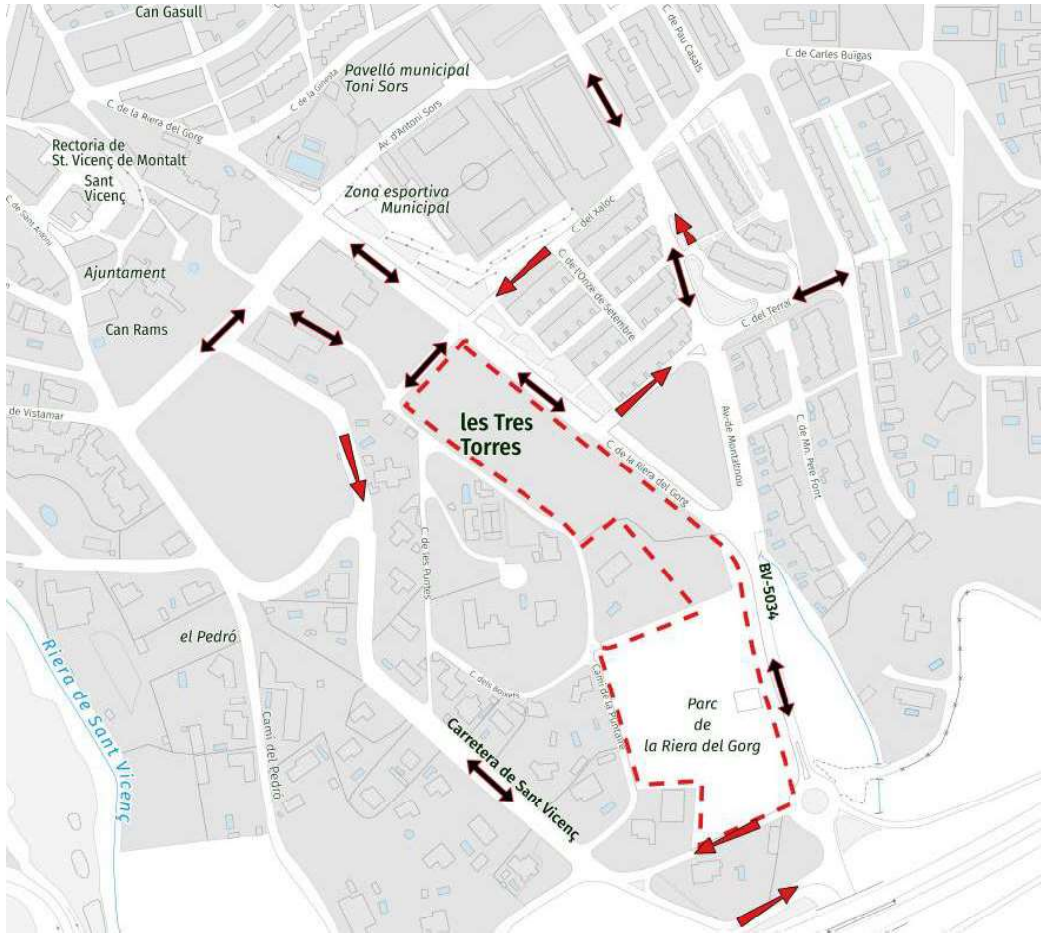 Can Gasull
C. de Pau Casals
C. de Carles Buïgas
Pavelló municipal
Toni Sors
C. de la Ginesta
C. de la Riera del Gorg
Av. d'Antoni Sors
Rectoria de
St. Vicenç de Montalt
Sant
Vicenç
C. de Sant Antoni
Zona esportiva
Municipal
C. del Xaloc
C. de l'Onze de Setembre
Ajuntament
Can Rams
C. del Terral
de Vistamar
les Tres
Torres
C. de la Riera del Gorg
Av. de Montaltnou
C. de Mn. Pere Font
C. de les Puntes
BV-5034
el Pedró
Riera de Sant Vicenç
Camí del Pedró
C. dels Boixets
Camí de la Puntaire
Parc
de
la Riera del Gorg
Carretera de Sant Vicenç